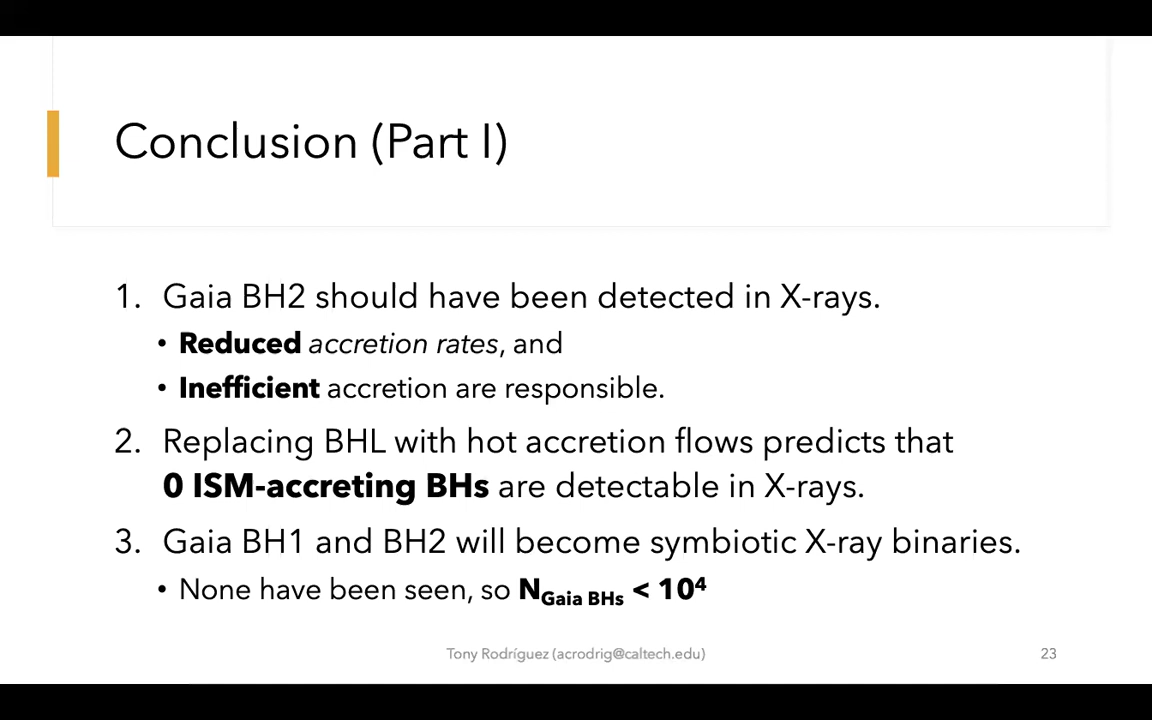 Conclusion (Part I)
1. Gaia BH2 should have been detected in X-rays.
• Reduced accretion rates, and
• Inefficient accretion are responsible.
2. Replacing BHL with hot accretion flows predicts that
0 ISM-accreting BHs are detectable in X-rays.
3. Gaia BH1 and BH2 will become symbiotic X-ray binaries.
• None have been seen, so N_Gaia BHs < 10⁴
Tony Rodríguez (acrodrig@caltech.edu)
23